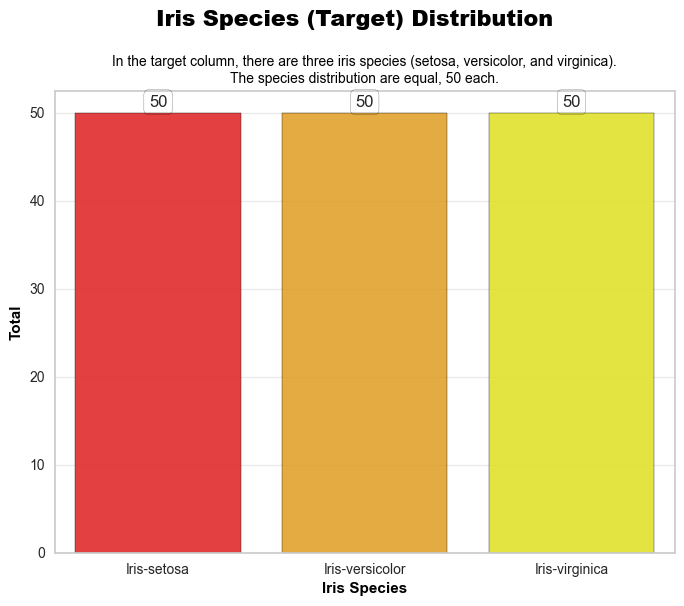 Iris Species (Target) Distribution
In the target column, there are three iris species (setosa, versicolor, and virginica).
The species distribution are equal, 50 each.
50 50 50
50
40
30
20
10
0
Total
Iris-setosa Iris-versicolor Iris-virginica
Iris Species